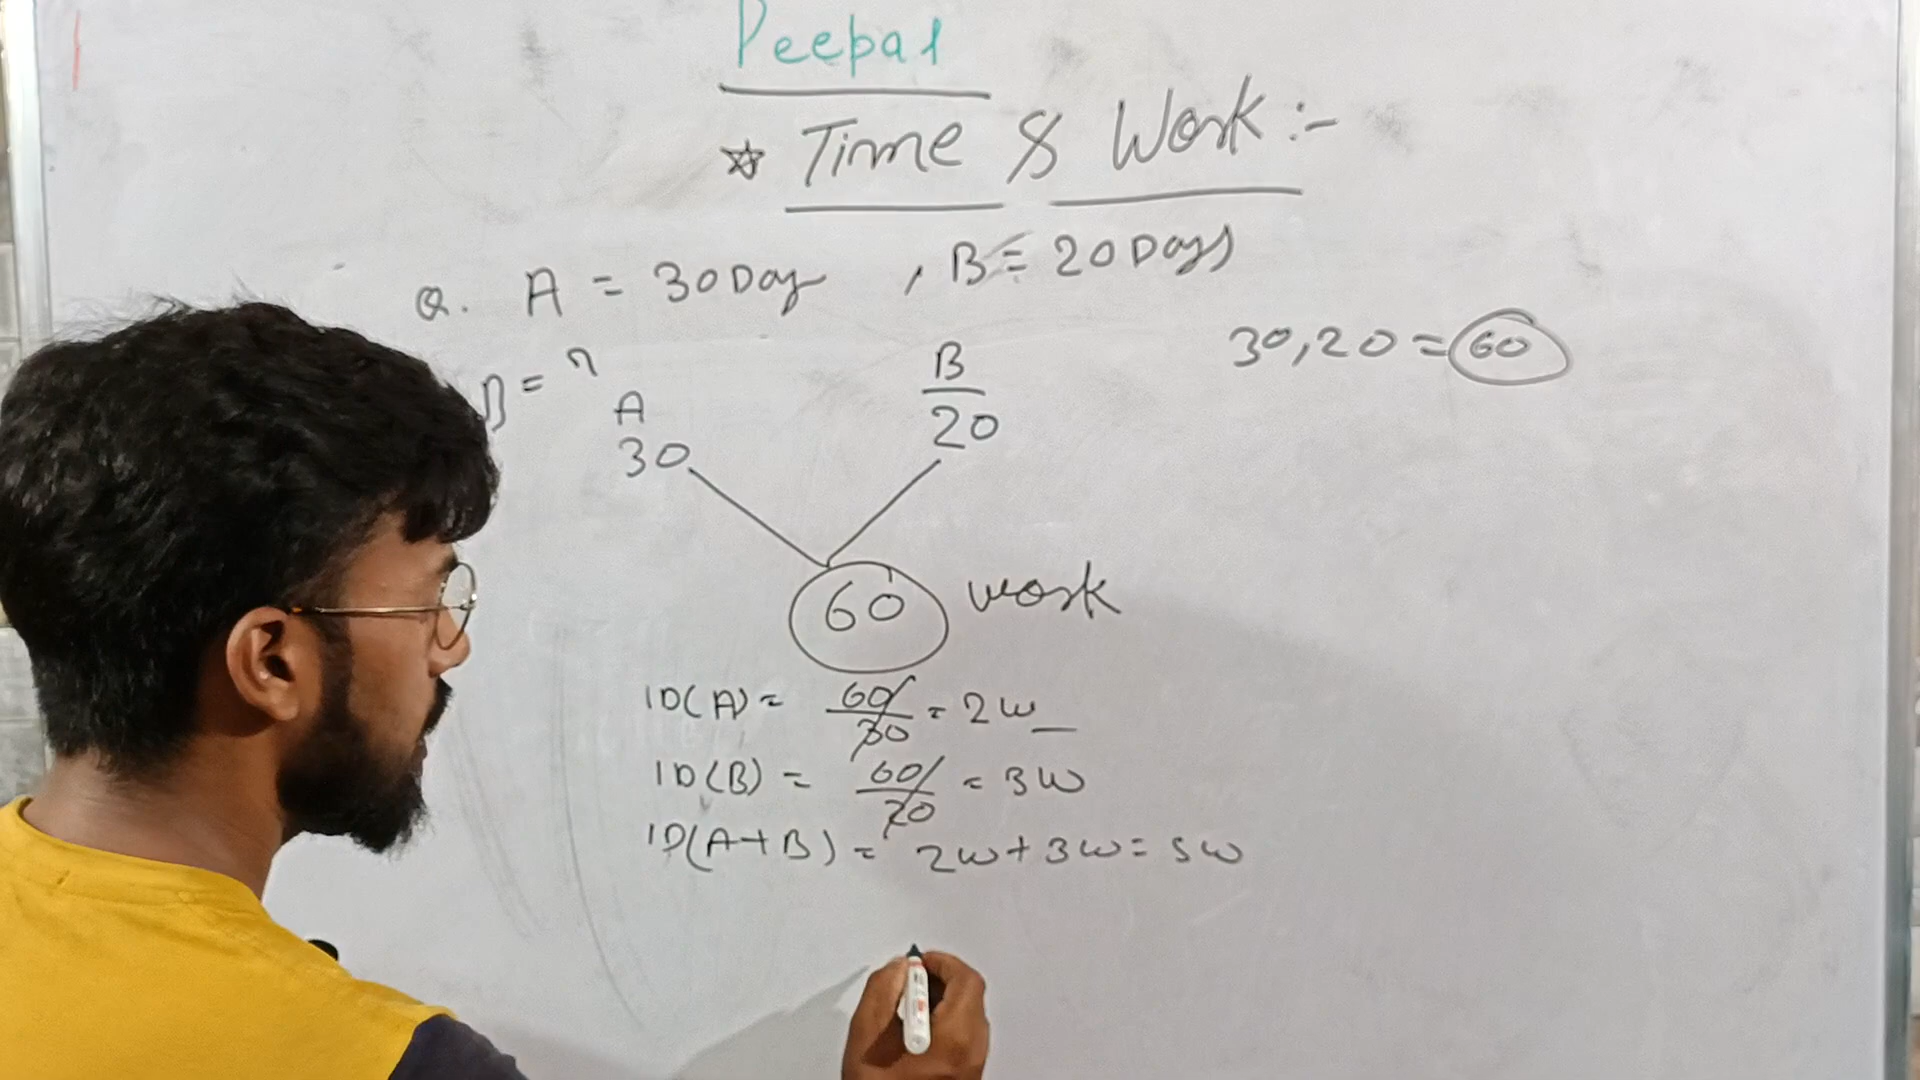 Peepal
☆ Time & Work :-
Q. A = 30 Day , B = 20 Days
30, 20 = 60
B = ?
A
30
B
20
60 work
1D(A) = 60/30 = 2w
1D(B) = 60/20 = 3w
1D(A+B) = 2w + 3w = 5w